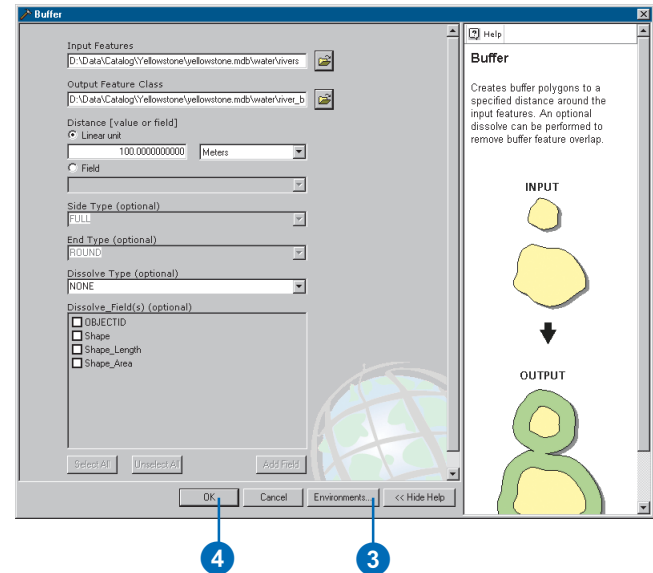 Buffer
Input Features
D:\Data\Catalog\Yellowstone\yellowstone.mdb\water\rivers
Output Feature Class
D:\Data\Catalog\Yellowstone\yellowstone.mdb\water\river_b
Distance [value or field]
Linear unit
100.0000000000 Meters
Field
Side Type (optional)
FULL
End Type (optional)
ROUND
Dissolve Type (optional)
NONE
Dissolve_Field(s) (optional)
OBJECTID
Shape
Shape_Length
Shape_Area
Select All Unselect All Add Field
OK Cancel Environments... << Hide Help
Help
Buffer
Creates buffer polygons to a
specified distance around the
input features. An optional
dissolve can be performed to
remove buffer feature overlap.
INPUT
OUTPUT
4 3